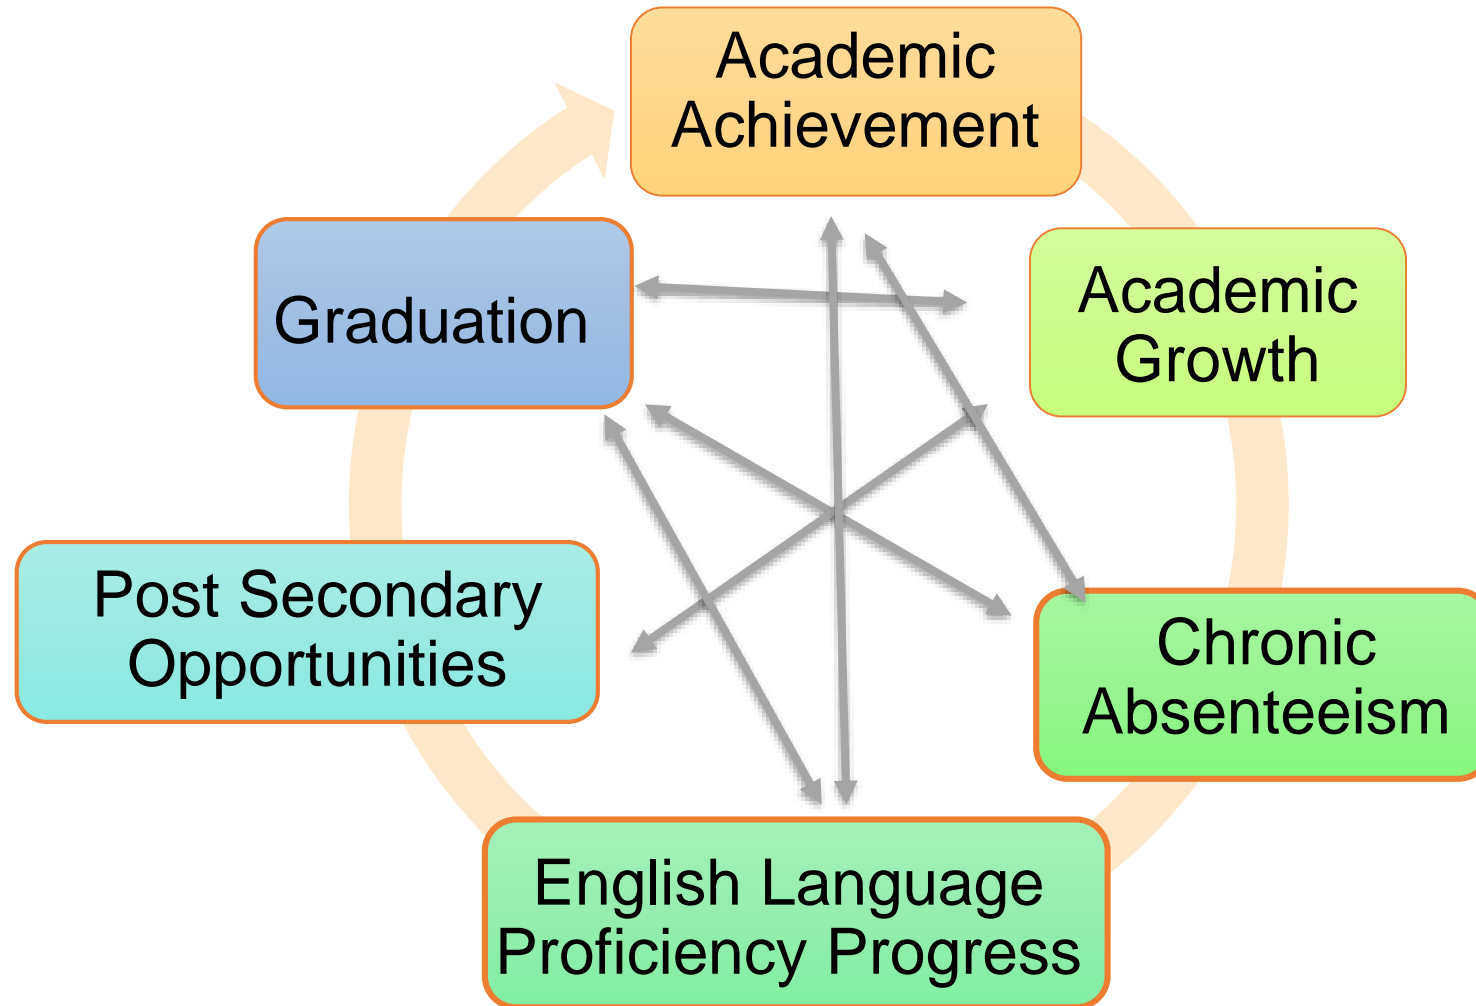 Academic
Achievement
Academic
Growth
Chronic
Absenteeism
English Language
Proficiency Progress
Post Secondary
Opportunities
Graduation